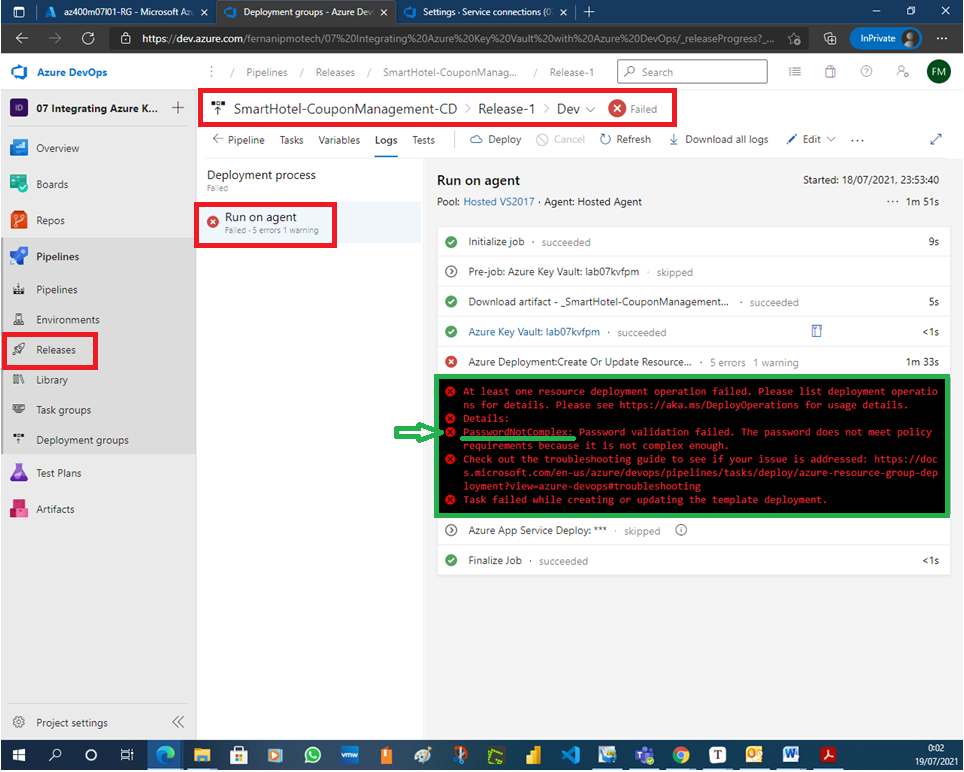 az400m07l01-RG - Microsoft Az
Deployment groups - Azure Dev
Settings · Service connections (07
https://dev.azure.com/fernanipmotech/07%20Integrating%20Azure%20Key%20Vault%20with%20Azure%20DevOps/_releaseProgress?_...
InPrivate
Azure DevOps
/ Pipelines / Releases / SmartHotel-CouponManag... / Release-1
Search
FM
ID 07 Integrating Azure K...
SmartHotel-CouponManagement-CD > Release-1 > Dev Failed
Pipeline Tasks Variables Logs Tests Deploy Cancel Refresh Download all logs Edit ...
Overview
Boards
Repos
Pipelines
Pipelines
Environments
Releases
Library
Task groups
Deployment groups
Test Plans
Artifacts
Project settings
Deployment process
Failed
Run on agent
Failed · 5 errors 1 warning
Run on agent
Started: 18/07/2021, 23:53:40
Pool: Hosted VS2017 · Agent: Hosted Agent
... 1m 51s
Initialize job · succeeded 9s
Pre-job: Azure Key Vault: lab07kvfpm · skipped
Download artifact - _SmartHotel-CouponManagement... · succeeded 5s
Azure Key Vault: lab07kvfpm · succeeded <1s
Azure Deployment:Create Or Update Resource... · 5 errors 1 warning 1m 33s
At least one resource deployment operation failed. Please list deployment operatio
ns for details. Please see https://aka.ms/DeployOperations for usage details.
Details:
PasswordNotComplex: Password validation failed. The password does not meet policy
requirements because it is not complex enough.
Check out the troubleshooting guide to see if your issue is addressed: https://doc
s.microsoft.com/en-us/azure/devops/pipelines/tasks/deploy/azure-resource-group-dep
loyment?view=azure-devops#troubleshooting
Task failed while creating or updating the template deployment.
Azure App Service Deploy: *** · skipped
Finalize Job · succeeded <1s
vmw
T
0:02
19/07/2021